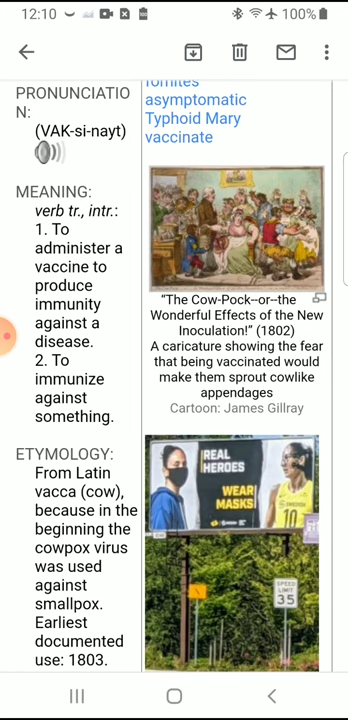 12:10
100%
PRONUNCIATIO
N:
(VAK-si-nayt)
MEANING:
verb tr., intr.:
1. To
administer a
vaccine to
produce
immunity
against a
disease.
2. To
immunize
against
something.
ETYMOLOGY:
From Latin
vacca (cow),
because in the
beginning the
cowpox virus
was used
against
smallpox.
Earliest
documented
use: 1803.
fomites
asymptomatic
Typhoid Mary
vaccinate
“The Cow-Pock--or--the
Wonderful Effects of the New
Inoculation!” (1802)
A caricature showing the fear
that being vaccinated would
make them sprout cowlike
appendages
Cartoon: James Gillray
REAL
HEROES
WEAR
MASKS
10
SPEED
LIMIT
35